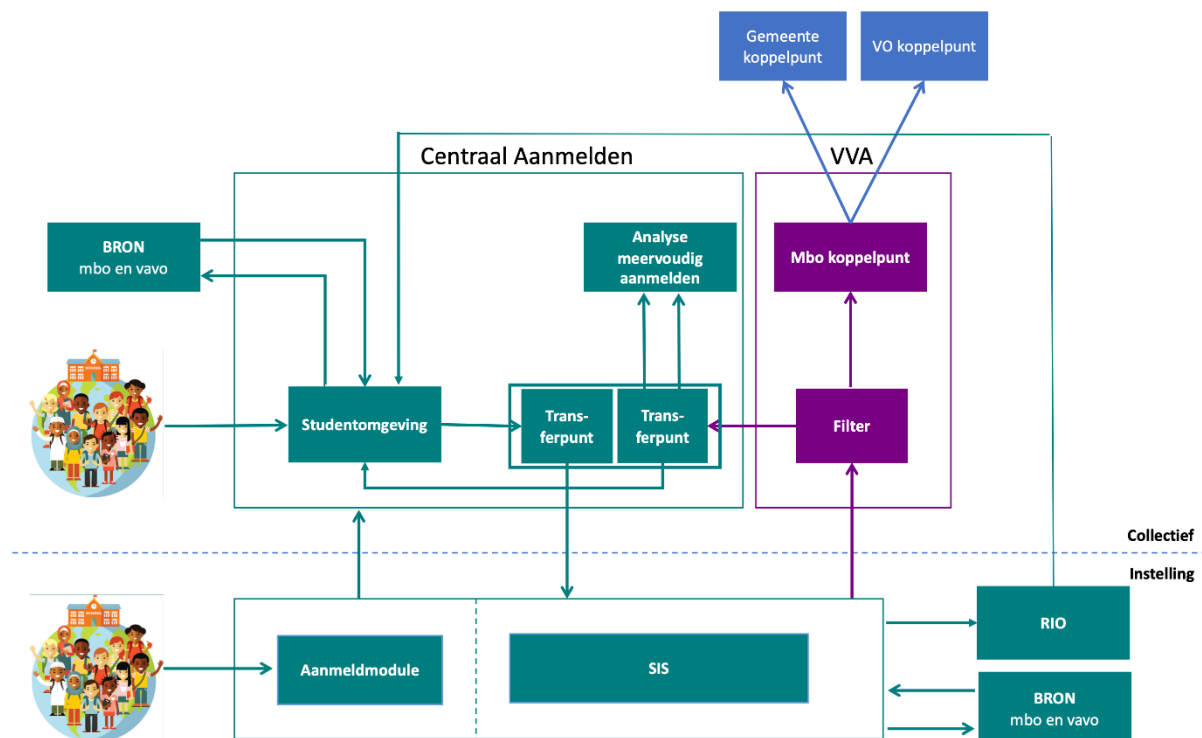 Gemeente
koppelpunt
VO koppelpunt
Centraal Aanmelden
VVA
BRON
mbo en vavo
Analyse
meervoudig
aanmelden
Mbo koppelpunt
Studentomgeving
Trans-
ferpunt
Trans-
ferpunt
Filter
Collectief
Instelling
Aanmeldmodule
SIS
RIO
BRON
mbo en vavo